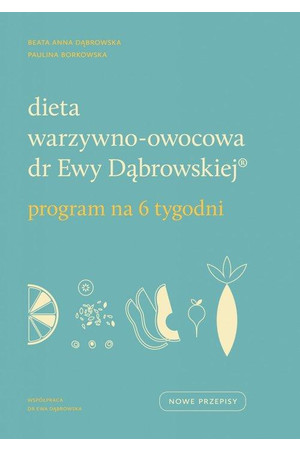 BEATA ANNA DĄBROWSKA
PAULINA BORKOWSKA
dieta
warzywno-owocowa
dr Ewy Dąbrowskiej®
program na 6 tygodni
WSPÓŁPRACA
DR EWA DĄBROWSKA
NOWE PRZEPISY